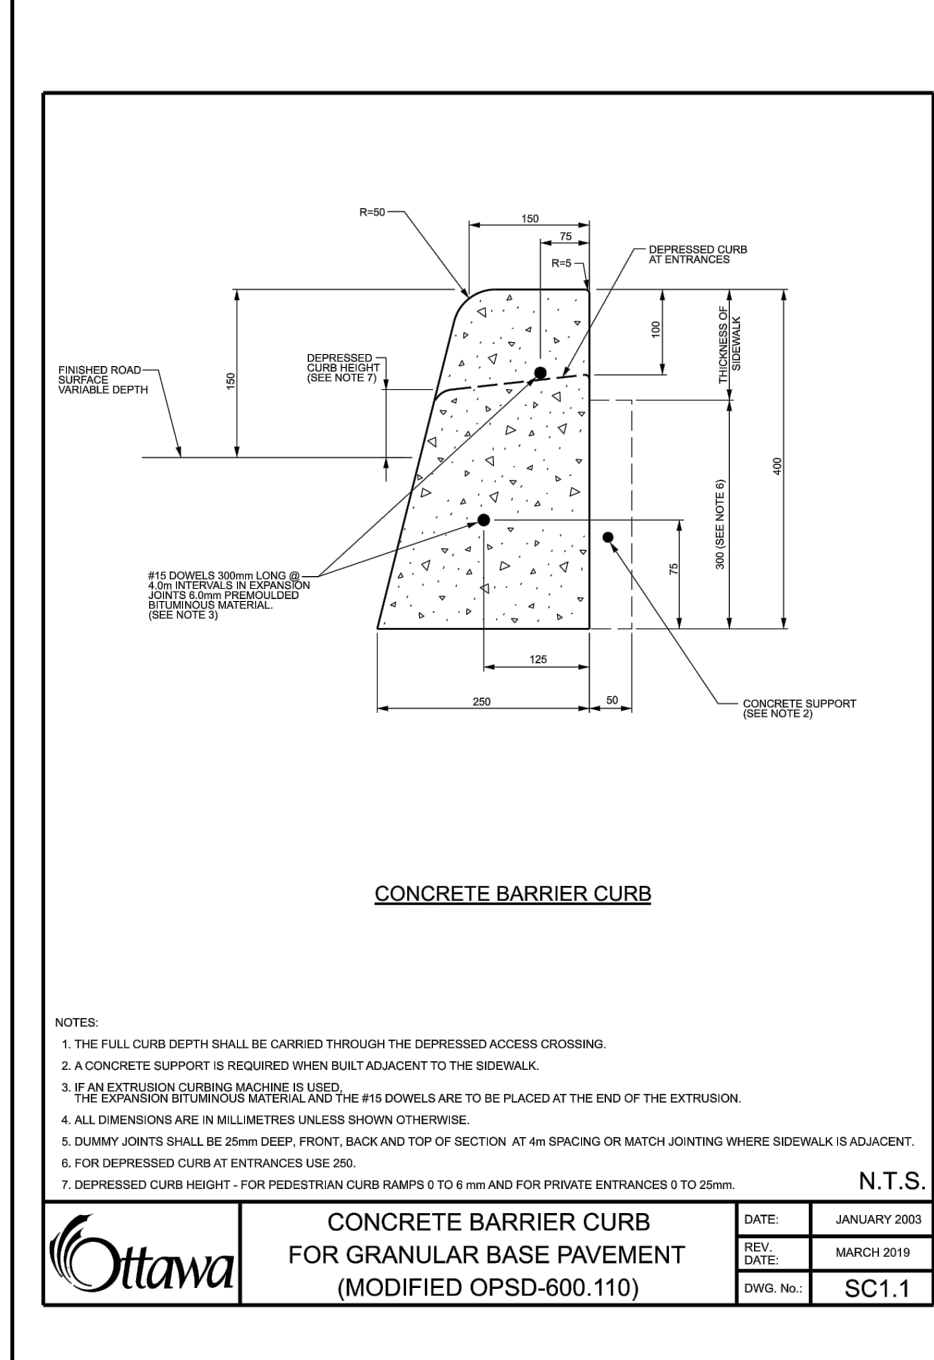 R=50
150
75
R=5
DEPRESSED CURB
AT ENTRANCES
150
100
THICKNESS OF
SIDEWALK
DEPRESSED
CURB HEIGHT
(SEE NOTE 7)
FINISHED ROAD
SURFACE
VARIABLE DEPTH
400
300 (SEE NOTE 6)
75
#15 DOWELS 300mm LONG @
4.0m INTERVALS IN EXPANSION
JOINTS 6.0mm PREMOULDED
BITUMINOUS MATERIAL.
(SEE NOTE 3)
125
250
50
CONCRETE SUPPORT
(SEE NOTE 2)
CONCRETE BARRIER CURB
NOTES:
1. THE FULL CURB DEPTH SHALL BE CARRIED THROUGH THE DEPRESSED ACCESS CROSSING.
2. A CONCRETE SUPPORT IS REQUIRED WHEN BUILT ADJACENT TO THE SIDEWALK.
3. IF AN EXTRUSION CURBING MACHINE IS USED,
THE EXPANSION BITUMINOUS MATERIAL AND THE #15 DOWELS ARE TO BE PLACED AT THE END OF THE EXTRUSION.
4. ALL DIMENSIONS ARE IN MILLIMETRES UNLESS SHOWN OTHERWISE.
5. DUMMY JOINTS SHALL BE 25mm DEEP, FRONT, BACK AND TOP OF SECTION AT 4m SPACING OR MATCH JOINTING WHERE SIDEWALK IS ADJACENT.
6. FOR DEPRESSED CURB AT ENTRANCES USE 250.
7. DEPRESSED CURB HEIGHT - FOR PEDESTRIAN CURB RAMPS 0 TO 6 mm AND FOR PRIVATE ENTRANCES 0 TO 25mm.
N.T.S.
Ottawa
CONCRETE BARRIER CURB
FOR GRANULAR BASE PAVEMENT
(MODIFIED OPSD-600.110)
DATE: JANUARY 2003
REV.
DATE: MARCH 2019
DWG. No.: SC1.1